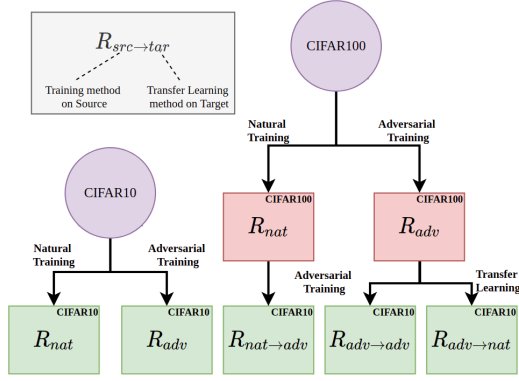 R_{src→tar}
Training method
on Source
Transfer Learning
method on Target
CIFAR100
Natural
Training
Adversarial
Training
CIFAR10
CIFAR100
R_{nat}
CIFAR100
R_{adv}
Natural
Training
Adversarial
Training
Adversarial
Training
Transfer
Learning
CIFAR10
R_{nat}
CIFAR10
R_{adv}
CIFAR10
R_{nat→adv}
CIFAR10
R_{adv→adv}
CIFAR10
R_{adv→nat}